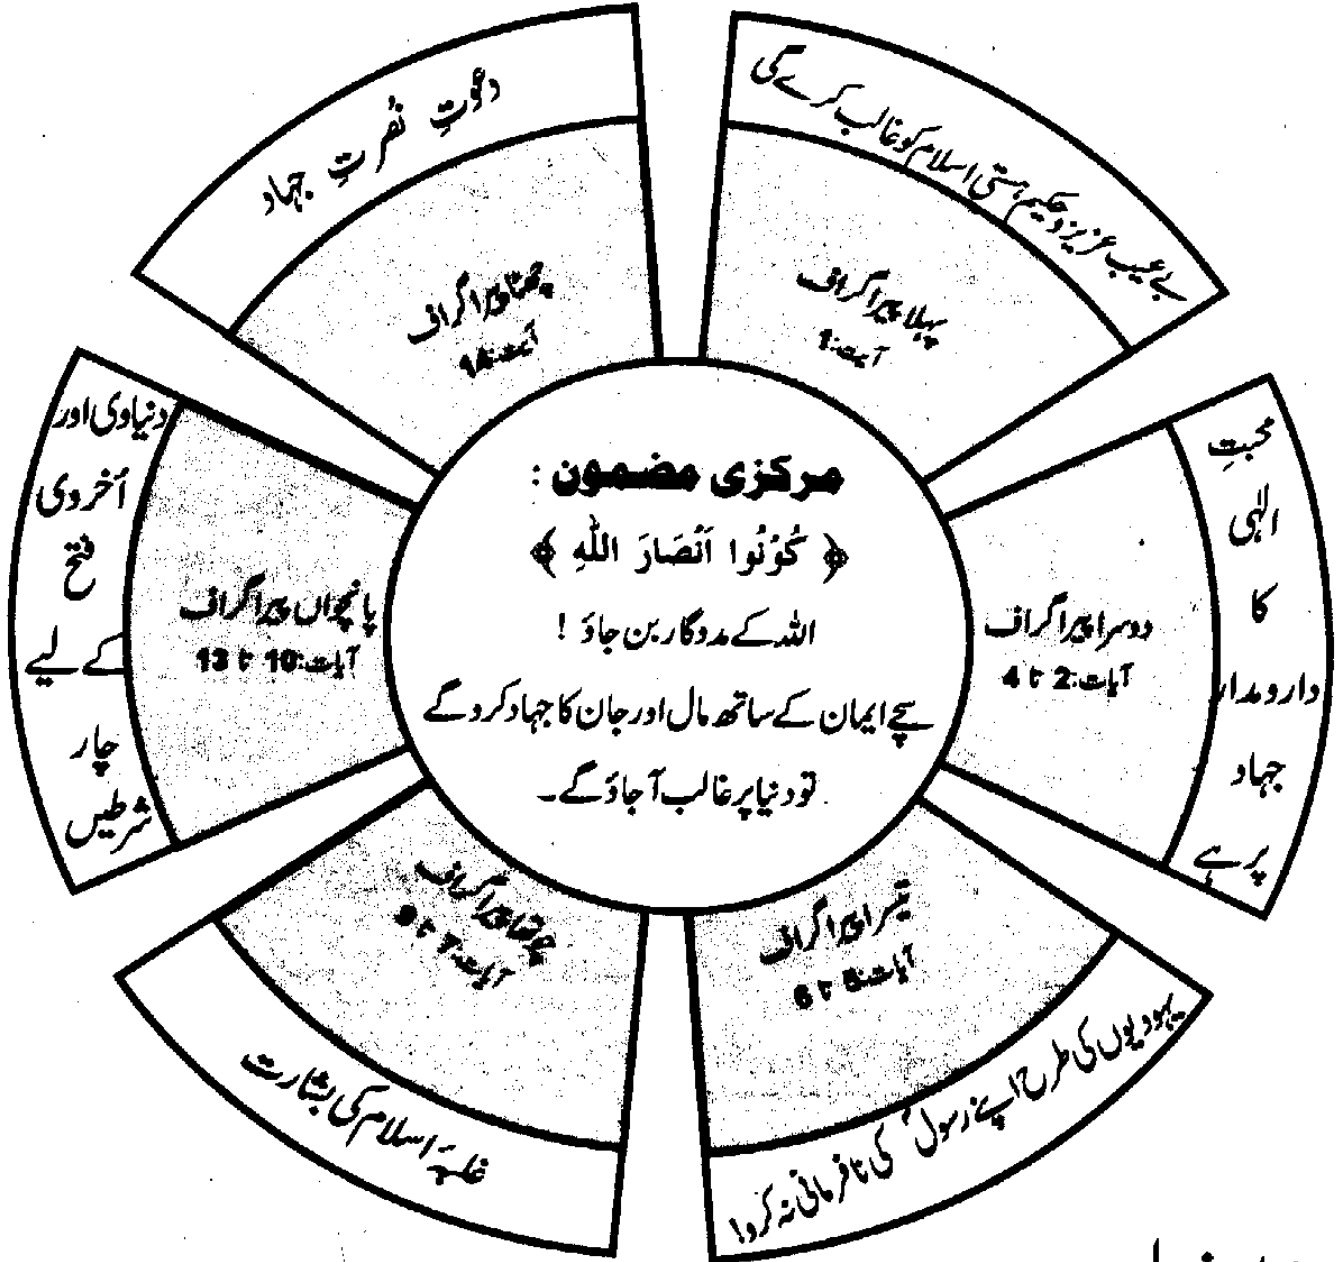 مرکزی مضمون :
﴿ كُوْنُوا اَنْصَارَ اللّٰهِ ﴾
اللہ کے مددگار بن جاؤ !
سچے ایمان کے ساتھ مال اور جان کا جہاد کرو گے
تو دنیا پر غالب آجاؤ گے۔
بے عیب عزیز و حکیم ہستی اسلام کو غالب کرے گی
پہلا پیراگراف
آیت:1
محبتِ
الٰہی
کا
دارومدار
جہاد
پر ہے
دوسرا پیراگراف
آیات:2 تا 4
یہودیوں کی طرح اپنے رسولؐ کی نافرمانی نہ کرو!
تیسرا پیراگراف
آیات:5 تا 6
غلبۂ اسلام کی بشارت
چوتھا پیراگراف
آیات:7 تا 9
دنیاوی اور
اُخروی
فتح
کے لیے
چار
شرطیں
پانچواں پیراگراف
آیات:10 تا 13
دعوتِ نصرتِ جہاد
چھٹا پیراگراف
آیت:14